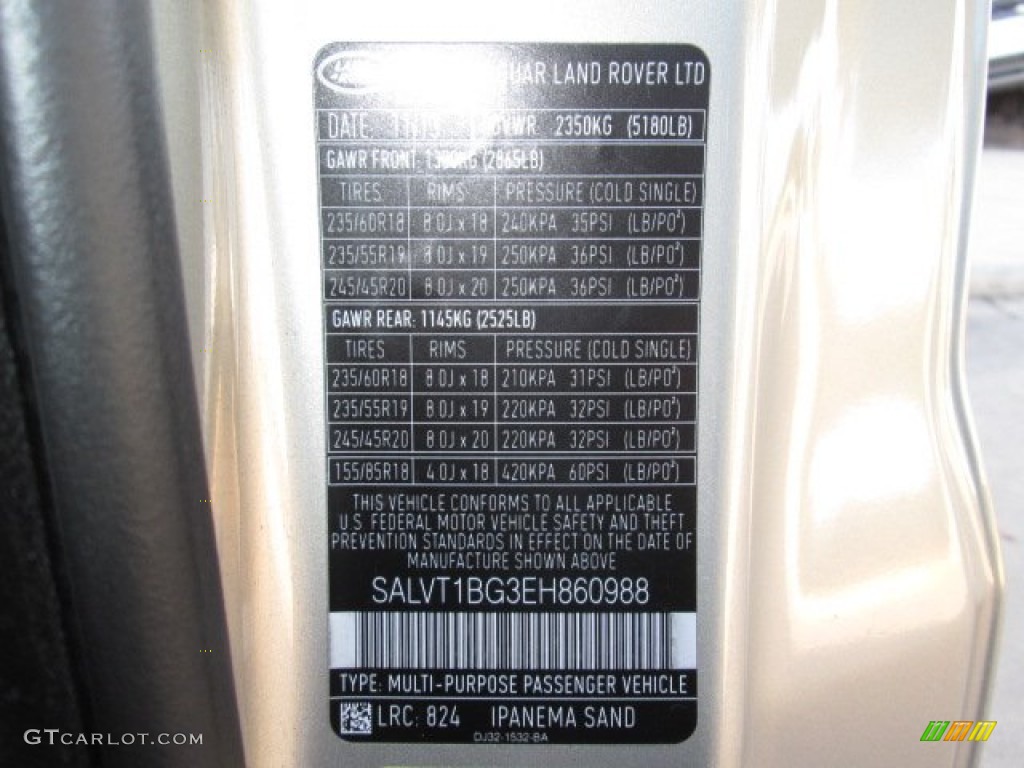 LAND ROVER LTD
DATE: GVWR 2350KG (5180LB)
GAWR FRONT: (2865LB)
TIRES RIMS PRESSURE (COLD SINGLE)
235/60R18 8.0J x 18 240KPA 35PSI (LB/PO²)
235/55R19 8.0J x 19 250KPA 36PSI (LB/PO²)
245/45R20 8.0J x 20 250KPA 36PSI (LB/PO²)
GAWR REAR: 1145KG (2525LB)
TIRES RIMS PRESSURE (COLD SINGLE)
235/60R18 8.0J x 18 210KPA 31PSI (LB/PO²)
235/55R19 8.0J x 19 220KPA 32PSI (LB/PO²)
245/45R20 8.0J x 20 220KPA 32PSI (LB/PO²)
155/85R18 4.0J x 18 420KPA 60PSI (LB/PO²)
THIS VEHICLE CONFORMS TO ALL APPLICABLE
U.S. FEDERAL MOTOR VEHICLE SAFETY AND THEFT
PREVENTION STANDARDS IN EFFECT ON THE DATE OF
MANUFACTURE SHOWN ABOVE
SALVT1BG3EH860988
TYPE: MULTI-PURPOSE PASSENGER VEHICLE
LRC: 824 IPANEMA SAND
DJ32-1532-BA
GTCARLOT.COM